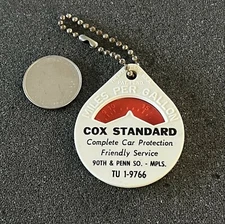 MILES PER GALLON
COX STANDARD
Complete Car Protection
Friendly Service
90TH & PENN SO. - MPLS.
TU 1-9766